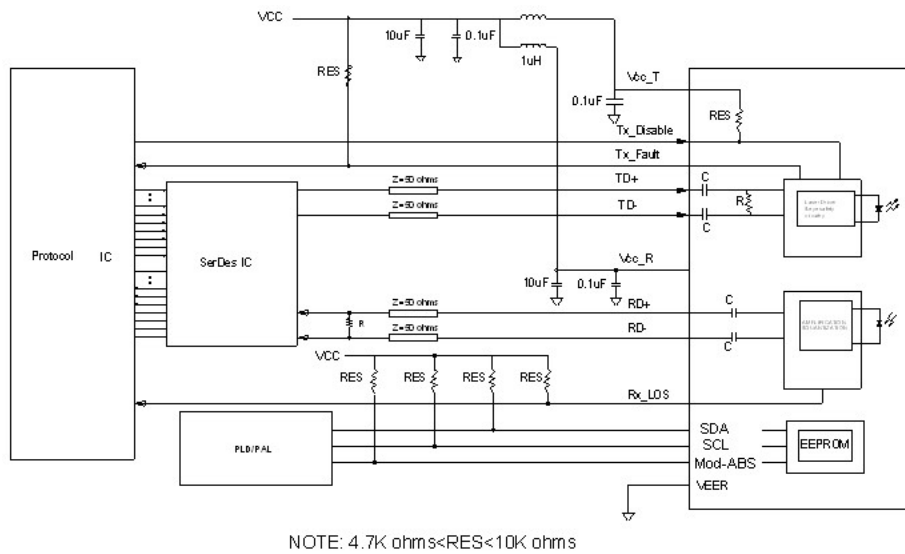 VCC
10uF
0.1uF
1uH
RES
Vcc_T
0.1uF
RES
Tx_Disable
Tx_Fault
Z=50 ohms
TD+
C
Z=50 ohms
TD-
C
R
Protocol IC
SerDes IC
Vcc_R
10uF
0.1uF
Z=50 ohms
RD+
C
R
Z=50 ohms
RD-
C
VCC
RES
RES
RES
RES
Rx_LOS
PLD/PAL
SDA
SCL
Mod-ABS
EEPROM
VEER
NOTE: 4.7K ohms<RES<10K ohms